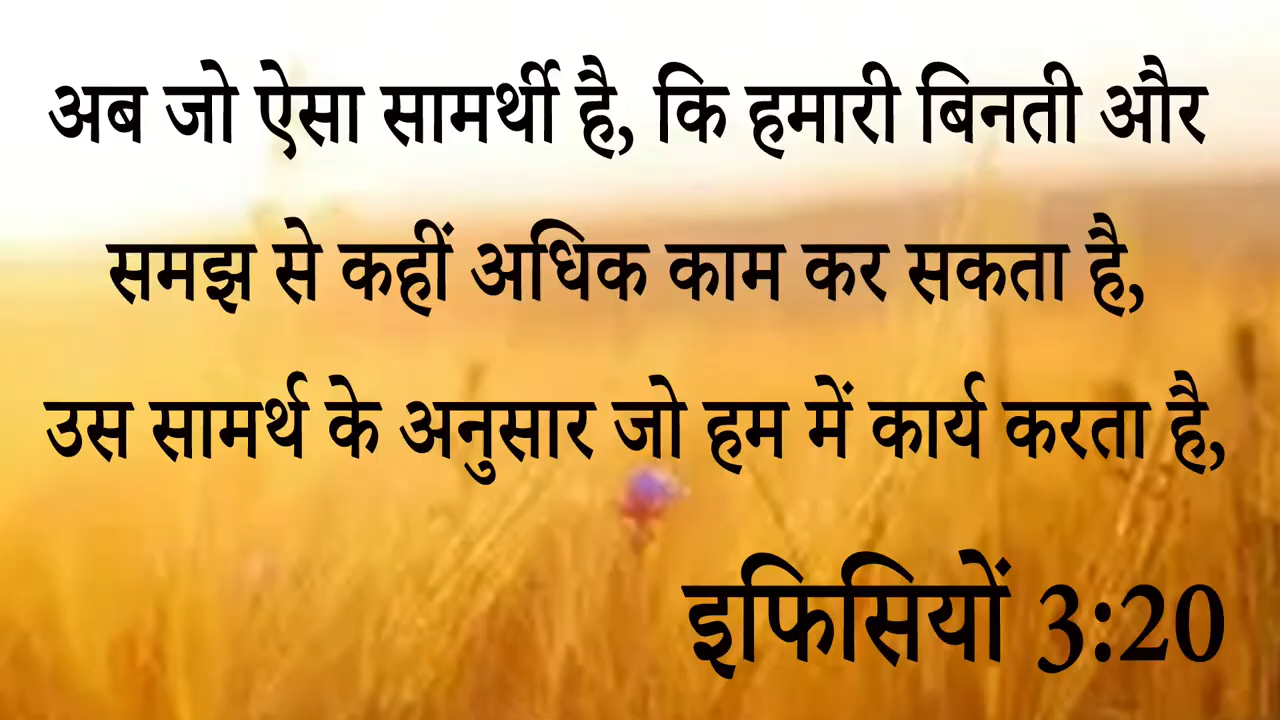 अब जो ऐसा सामर्थी है, कि हमारी बिनती और
समझ से कहीं अधिक काम कर सकता है,
उस सामर्थ के अनुसार जो हम में कार्य करता है,
इफिसियों 3:20